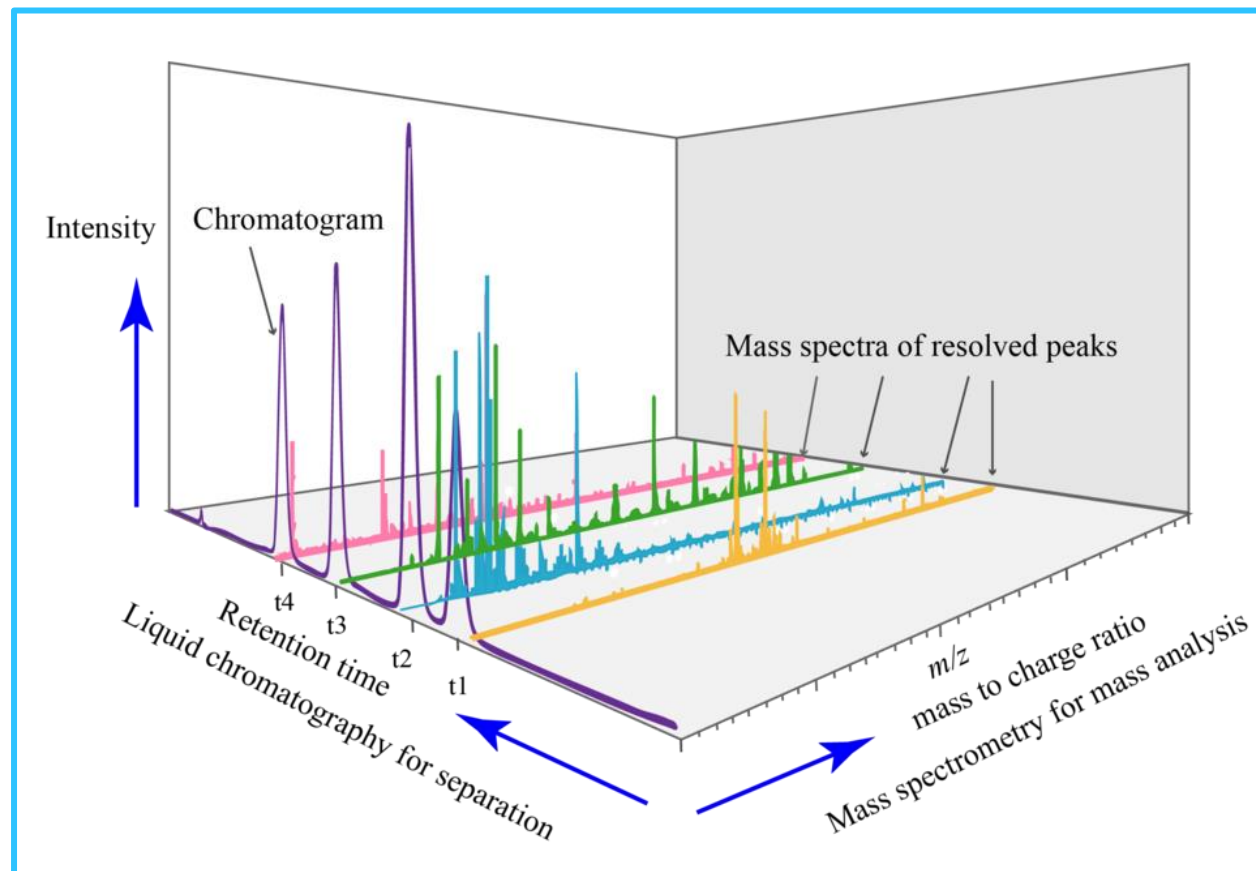 Intensity
Chromatogram
Mass spectra of resolved peaks
t4
t3
t2
t1
Retention time
Liquid chromatography for separation
m/z
mass to charge ratio
Mass spectrometry for mass analysis